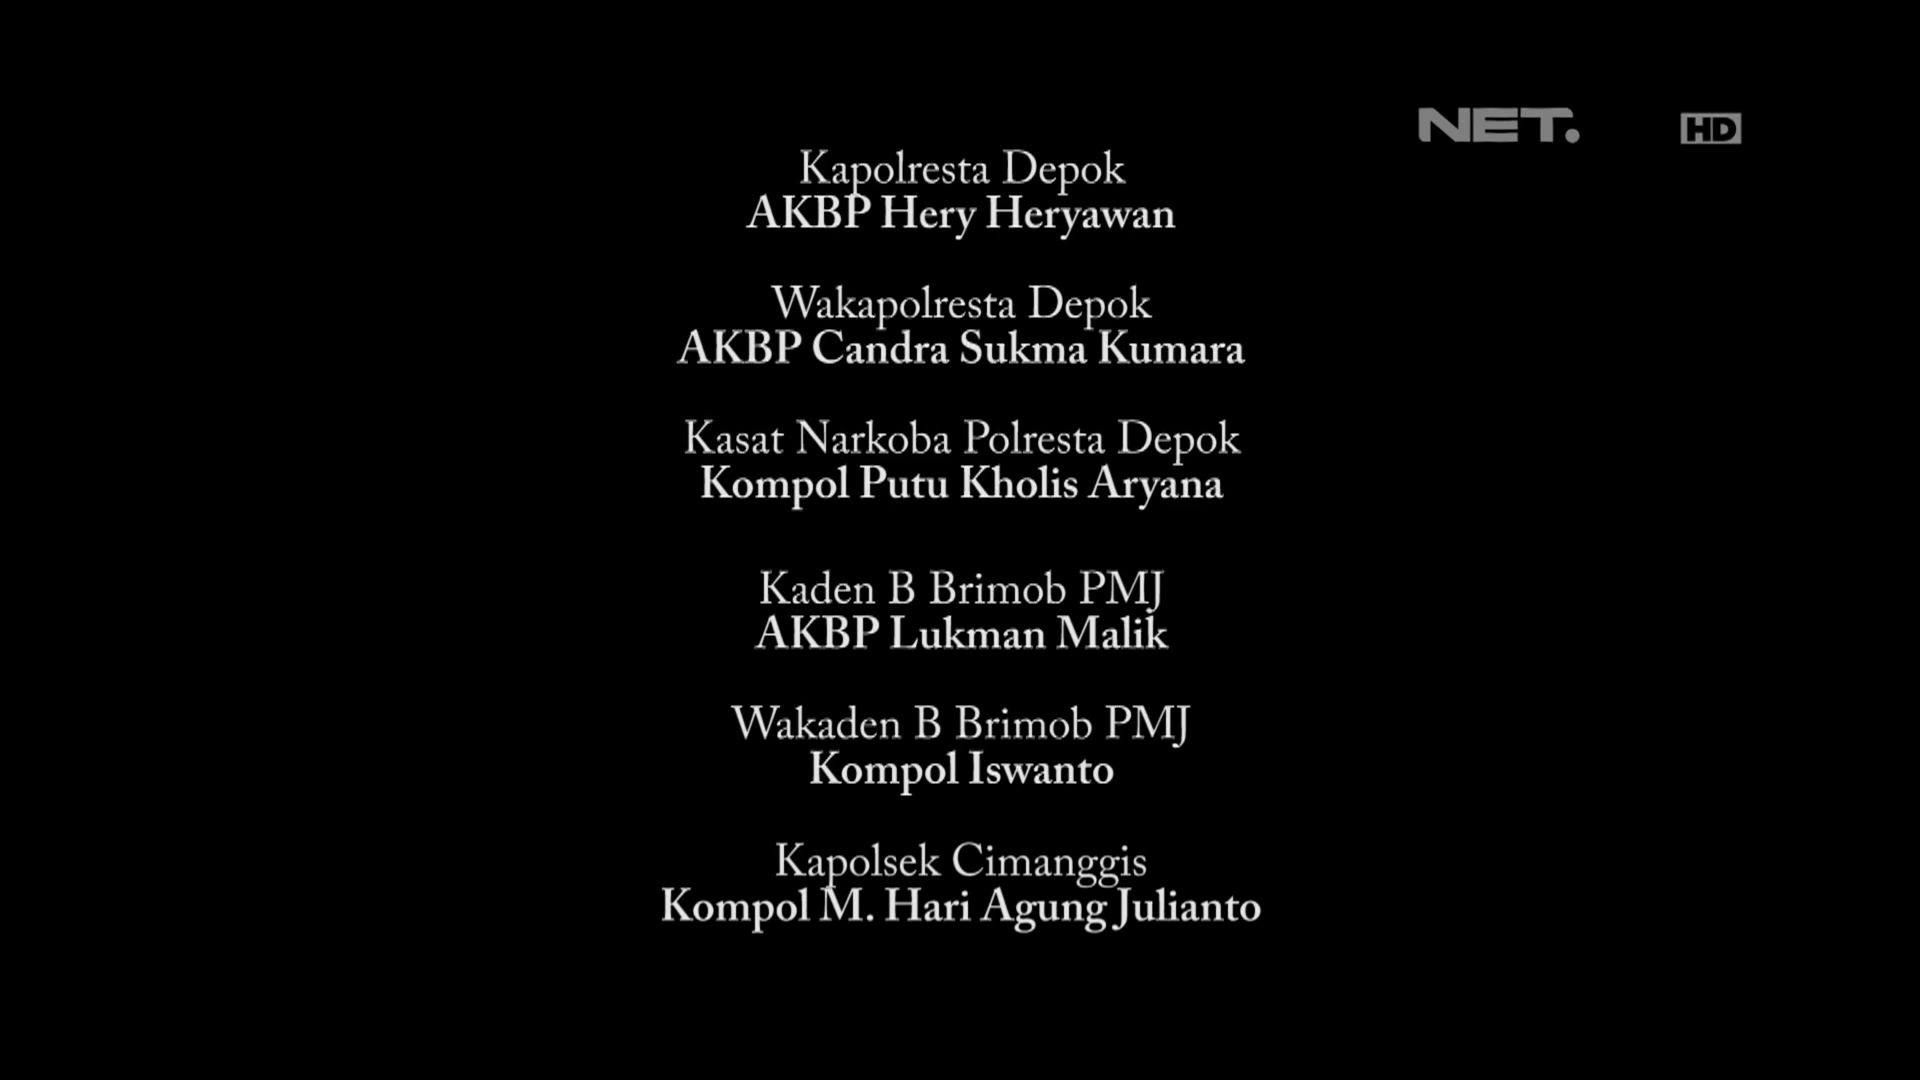 NET.
HD
Kapolresta Depok
AKBP Hery Heryawan
Wakapolresta Depok
AKBP Candra Sukma Kumara
Kasat Narkoba Polresta Depok
Kompol Putu Kholis Aryana
Kaden B Brimob PMJ
AKBP Lukman Malik
Wakaden B Brimob PMJ
Kompol Iswanto
Kapolsek Cimanggis
Kompol M. Hari Agung Julianto